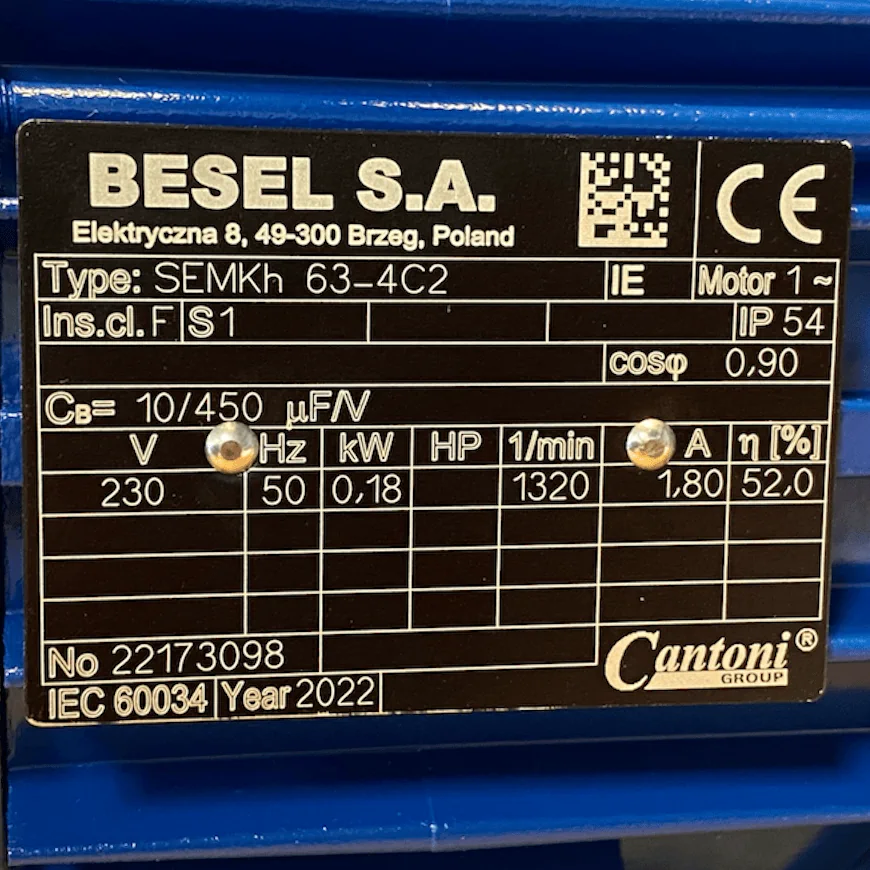 BESEL S.A.
CE
Elektryczna 8, 49-300 Brzeg, Poland
Type: SEMKh 63-4C2 IE Motor 1~
Ins.cl. F S1 IP 54
cosφ 0,90
CB= 10/450 µF/V
V Hz kW HP 1/min A η [%]
230 50 0,18 1320 1,80 52,0
No 22173098
Cantoni®
GROUP
IEC 60034 Year 2022